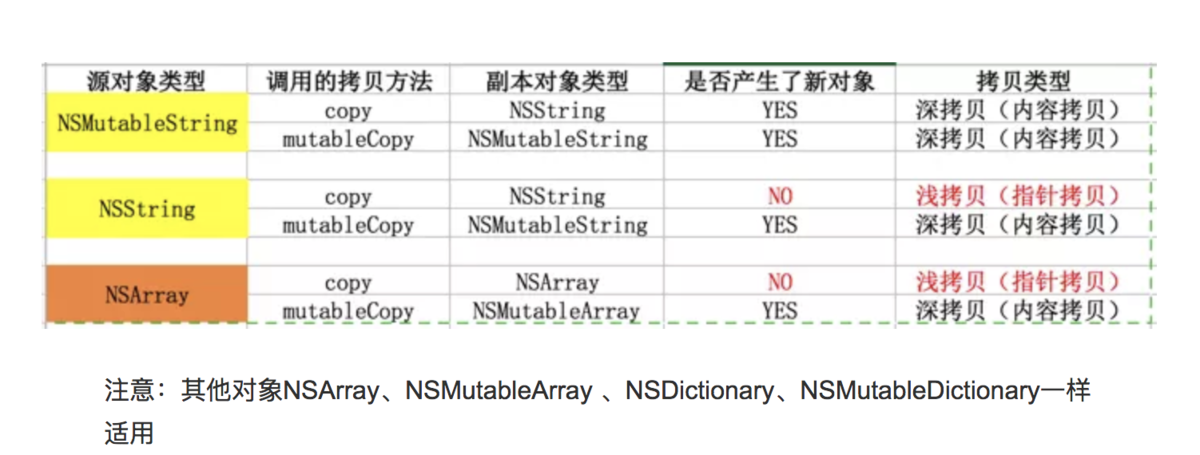 源对象类型 调用的拷贝方法 副本对象类型 是否产生了新对象 拷贝类型
NSMutableString copy NSString YES 深拷贝（内容拷贝）
mutableCopy NSMutableString YES 深拷贝（内容拷贝）
NSString copy NSString NO 浅拷贝（指针拷贝）
mutableCopy NSMutableString YES 深拷贝（内容拷贝）
NSArray copy NSArray NO 浅拷贝（指针拷贝）
mutableCopy NSMutableArray YES 深拷贝（内容拷贝）
注意：其他对象NSArray、NSMutableArray 、NSDictionary、NSMutableDictionary一样
适用